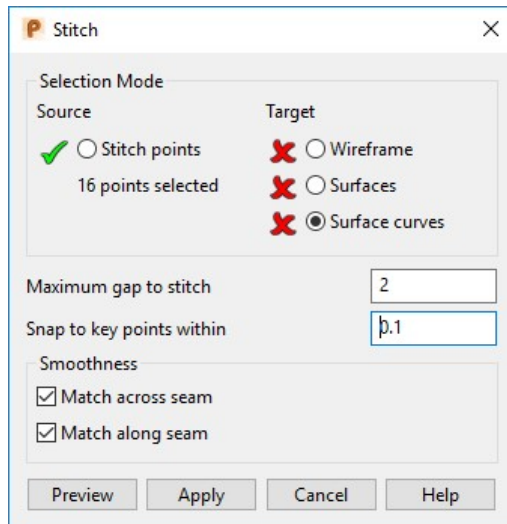 Stitch
Selection Mode
Source Target
Stitch points Wireframe
16 points selected Surfaces
Surface curves
Maximum gap to stitch 2
Snap to key points within 0.1
Smoothness
Match across seam
Match along seam
Preview Apply Cancel Help